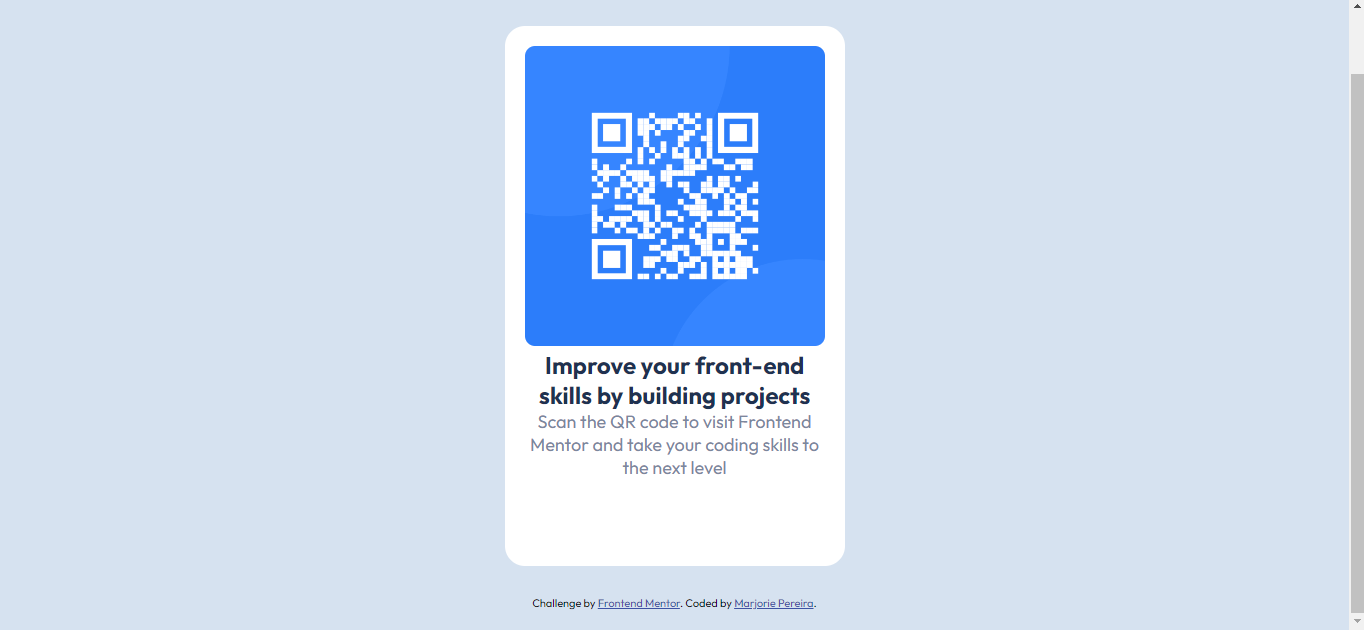 Improve your front-end
skills by building projects
Scan the QR code to visit Frontend
Mentor and take your coding skills to
the next level
Challenge by Frontend Mentor. Coded by Marjorie Pereira.